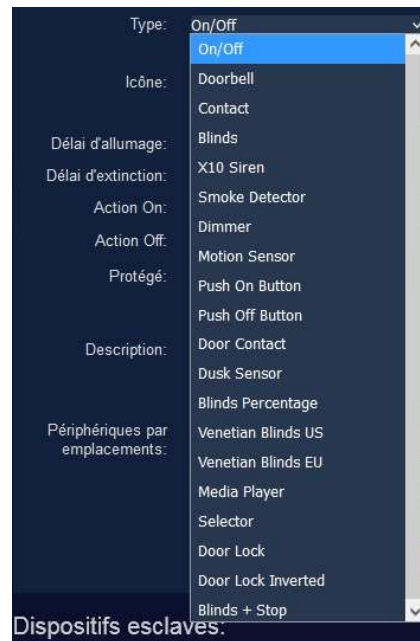 Type: On/Off
On/Off
Doorbell
Icône:
Contact
Blinds
Délai d'allumage:
X10 Siren
Délai d'extinction:
Smoke Detector
Action On:
Dimmer
Action Off:
Motion Sensor
Protégé:
Push On Button
Push Off Button
Description:
Door Contact
Dusk Sensor
Blinds Percentage
Périphériques par
emplacements:
Venetian Blinds US
Venetian Blinds EU
Media Player
Selector
Door Lock
Door Lock Inverted
Blinds + Stop
Dispositifs esclaves: